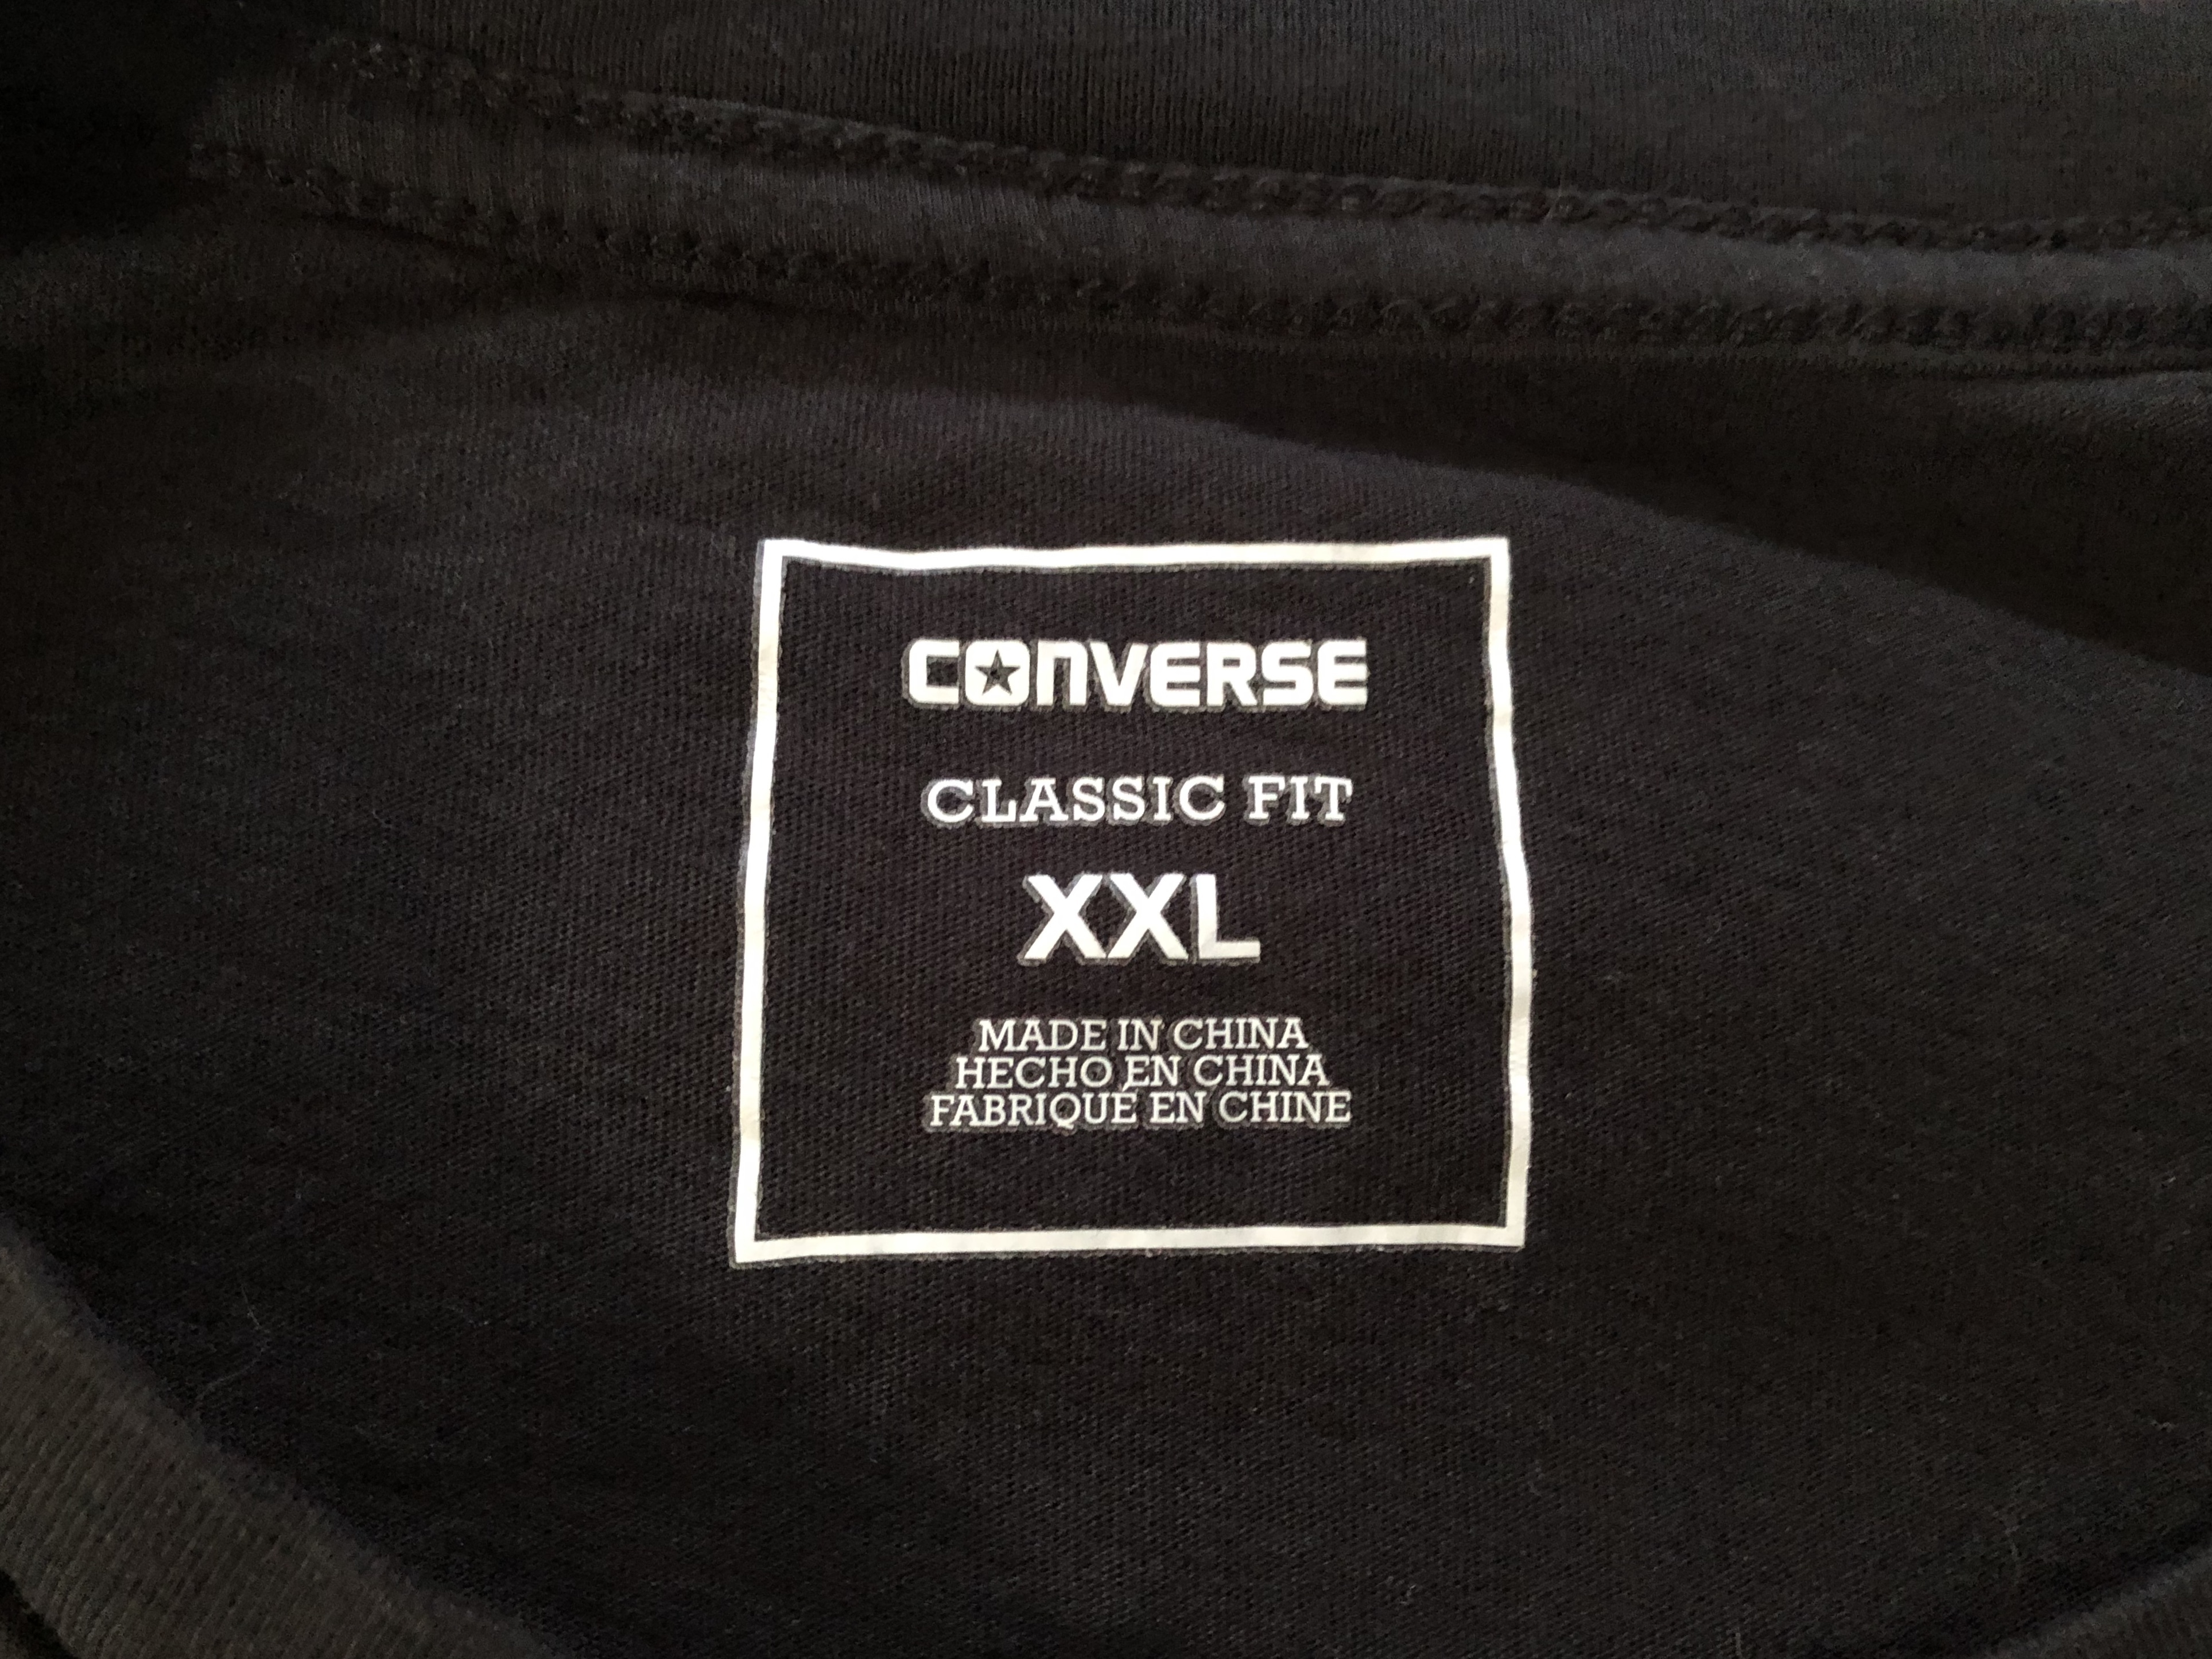 CONVERSE
CLASSIC FIT
XXL
MADE IN CHINA
HECHO EN CHINA
FABRIQUÉ EN CHINE